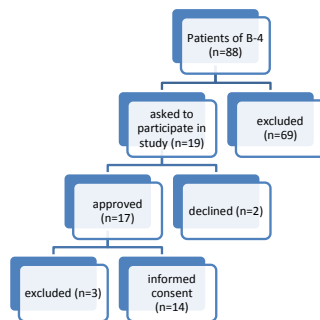 Patients of B-4
(n=88)
asked to
participate in
study (n=19)
excluded
(n=69)
approved
(n=17)
declined (n=2)
excluded (n=3)
informed
consent
(n=14)